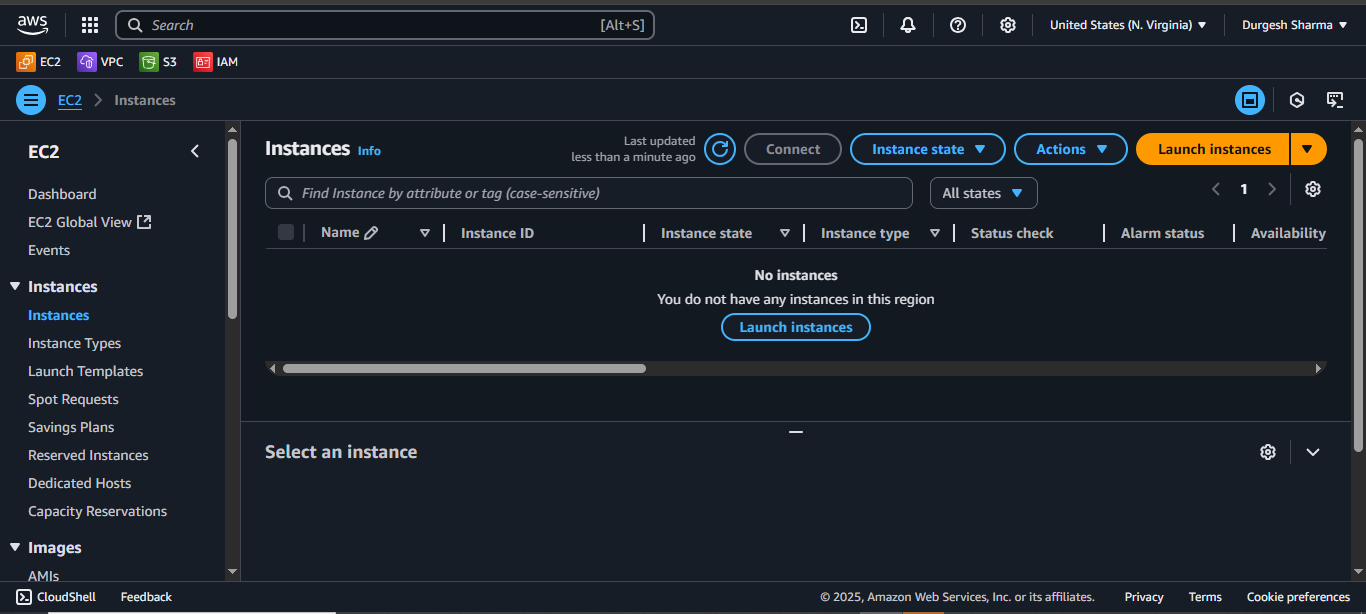 aws
Search [Alt+S]
United States (N. Virginia)
Durgesh Sharma
EC2 VPC S3 IAM
EC2 Instances
EC2
Dashboard
EC2 Global View
Events
Instances
Instances
Instance Types
Launch Templates
Spot Requests
Savings Plans
Reserved Instances
Dedicated Hosts
Capacity Reservations
Images
AMIs
Instances Info
Last updated
less than a minute ago
Connect
Instance state
Actions
Launch instances
Find Instance by attribute or tag (case-sensitive)
All states
1
Name Instance ID Instance state Instance type Status check Alarm status Availability
No instances
You do not have any instances in this region
Launch instances
Select an instance
CloudShell Feedback © 2025, Amazon Web Services, Inc. or its affiliates. Privacy Terms Cookie preferences